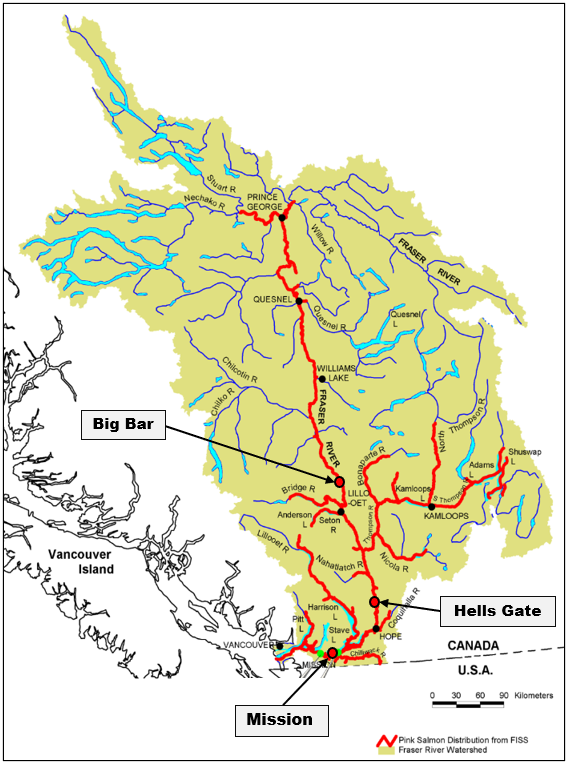 Stuart R
Nechako R
PRINCE
GEORGE
Willow R
FRASER
RIVER
QUESNEL
Quesnel R
Quesnel
L
WILLIAMS
LAKE
Chilcotin R
Chilko R
FRASER
RIVER
Big Bar
Bonaparte R
North
Thompson R
Adams
L
Shuswap
L
Bridge R
LILLO
-OET
Kamloops
L
S Thompson R
KAMLOOPS
Anderson
L
Seton
R
Thompson R
Lillooet R
Nahatlatch R
Nicola R
Vancouver
Island
Harrison
L
Coquihalla R
Hells Gate
Pitt
L
Stave
L
HOPE
VANCOUVER
MISSION
Chilliwack R
CANADA
U.S.A.
0 30 60 90 Kilometers
Mission
Pink Salmon Distribution from FISS
Fraser River Watershed